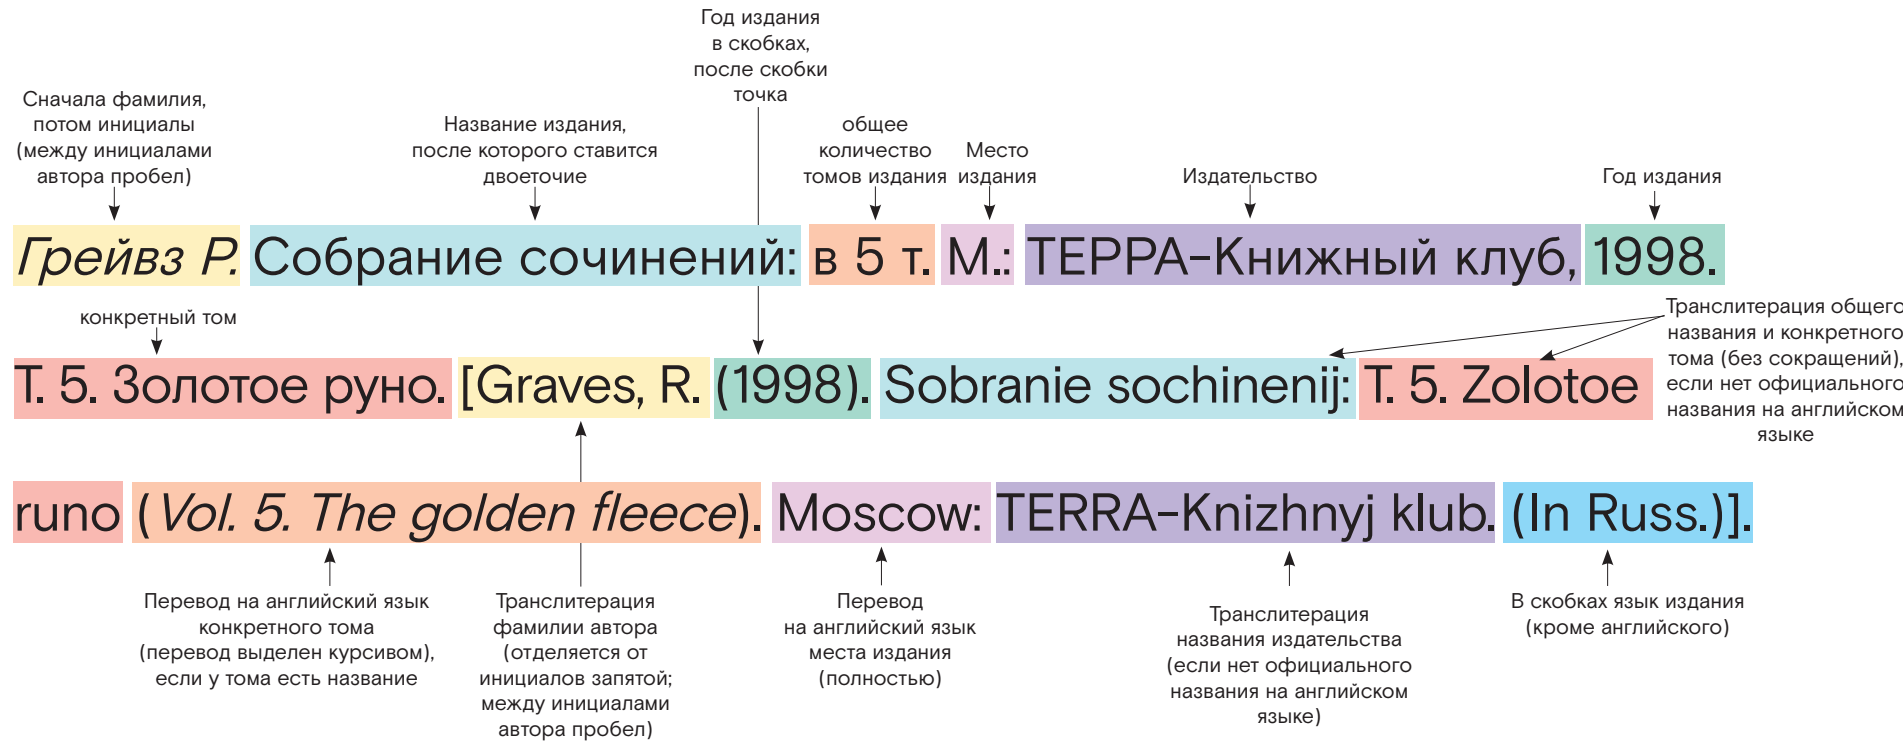 Год издания
в скобках,
после скобки
точка
Сначала фамилия,
потом инициалы
(между инициалами
автора пробел)
Название издания,
после которого ставится
двоеточие
общее
количество
томов издания
Место
издания
Издательство
Год издания
Грейвз Р. Собрание сочинений: в 5 т. М.: ТЕРРА–Книжный клуб, 1998.
конкретный том
Транслитерация общего
названия и конкретного
тома (без сокращений),
если нет официального
названия на английском
языке
Т. 5. Золотое руно. [Graves, R. (1998). Sobranie sochinenij: T. 5. Zolotoe
runo (Vol. 5. The golden fleece). Moscow: TERRA–Knizhnyj klub. (In Russ.)].
Перевод на английский язык
конкретного тома
(перевод выделен курсивом),
если у тома есть название
Транслитерация
фамилии автора
(отделяется от
инициалов запятой;
между инициалами
автора пробел)
Перевод
на английский язык
места издания
(полностью)
Транслитерация
названия издательства
(если нет официального
названия на английском
языке)
В скобках язык издания
(кроме английского)